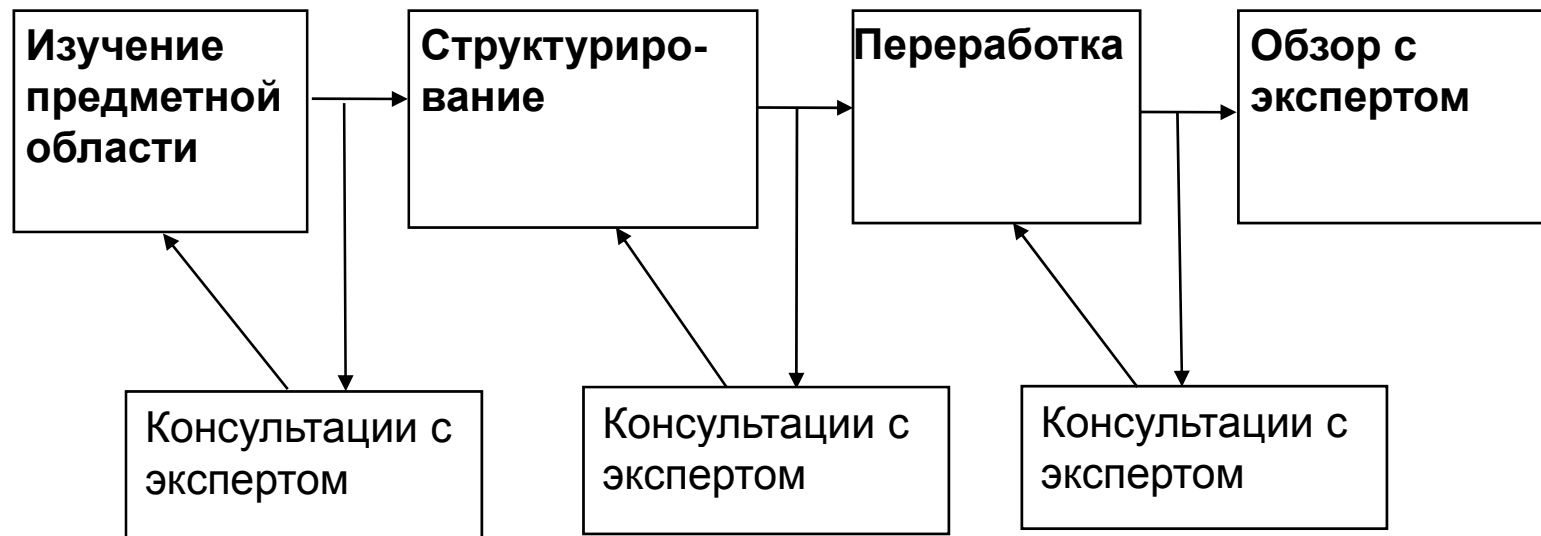 Изучение
предметной
области
Структуриро-
вание
Переработка
Обзор с
экспертом
Консультации с
экспертом
Консультации с
экспертом
Консультации с
экспертом